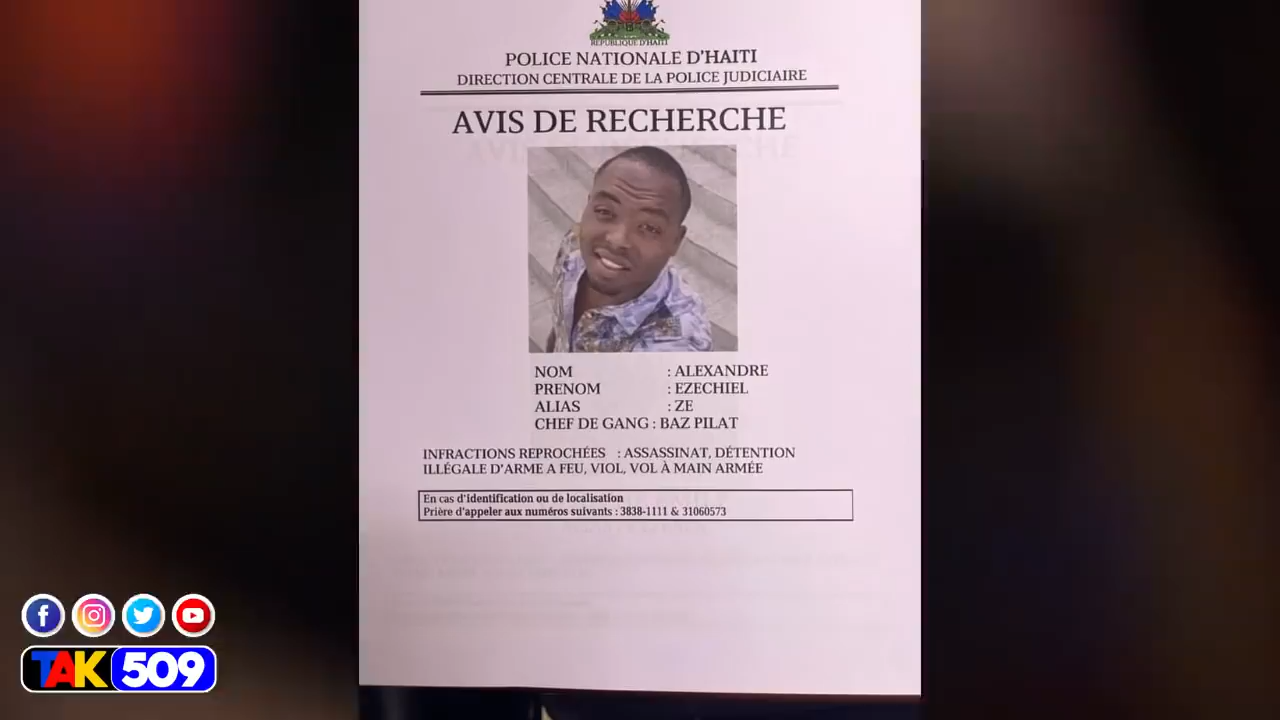 REPUBLIQUE D'HAITI
POLICE NATIONALE D'HAITI
DIRECTION CENTRALE DE LA POLICE JUDICIAIRE
AVIS DE RECHERCHE
NOM : ALEXANDRE
PRENOM : EZECHIEL
ALIAS : ZE
CHEF DE GANG : BAZ PILAT
INFRACTIONS REPROCHÉES : ASSASSINAT, DÉTENTION
ILLÉGALE D'ARME A FEU, VIOL, VOL À MAIN ARMÉE
En cas d'identification ou de localisation
Prière d'appeler aux numéros suivants : 3838-1111 & 31060573
TAK 509